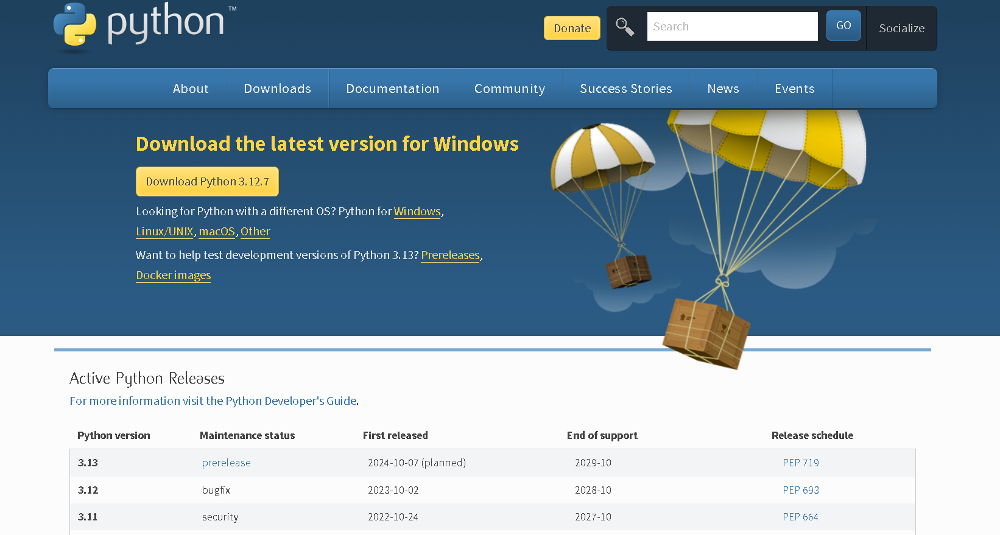 python™
Donate
Search
GO
Socialize
About Downloads Documentation Community Success Stories News Events
Download the latest version for Windows
Download Python 3.12.7
Looking for Python with a different OS? Python for Windows,
Linux/UNIX, macOS, Other
Want to help test development versions of Python 3.13? Prereleases,
Docker images
Active Python Releases
For more information visit the Python Developer's Guide.
Python version Maintenance status First released End of support Release schedule
3.13 prerelease 2024-10-07 (planned) 2029-10 PEP 719
3.12 bugfix 2023-10-02 2028-10 PEP 693
3.11 security 2022-10-24 2027-10 PEP 664